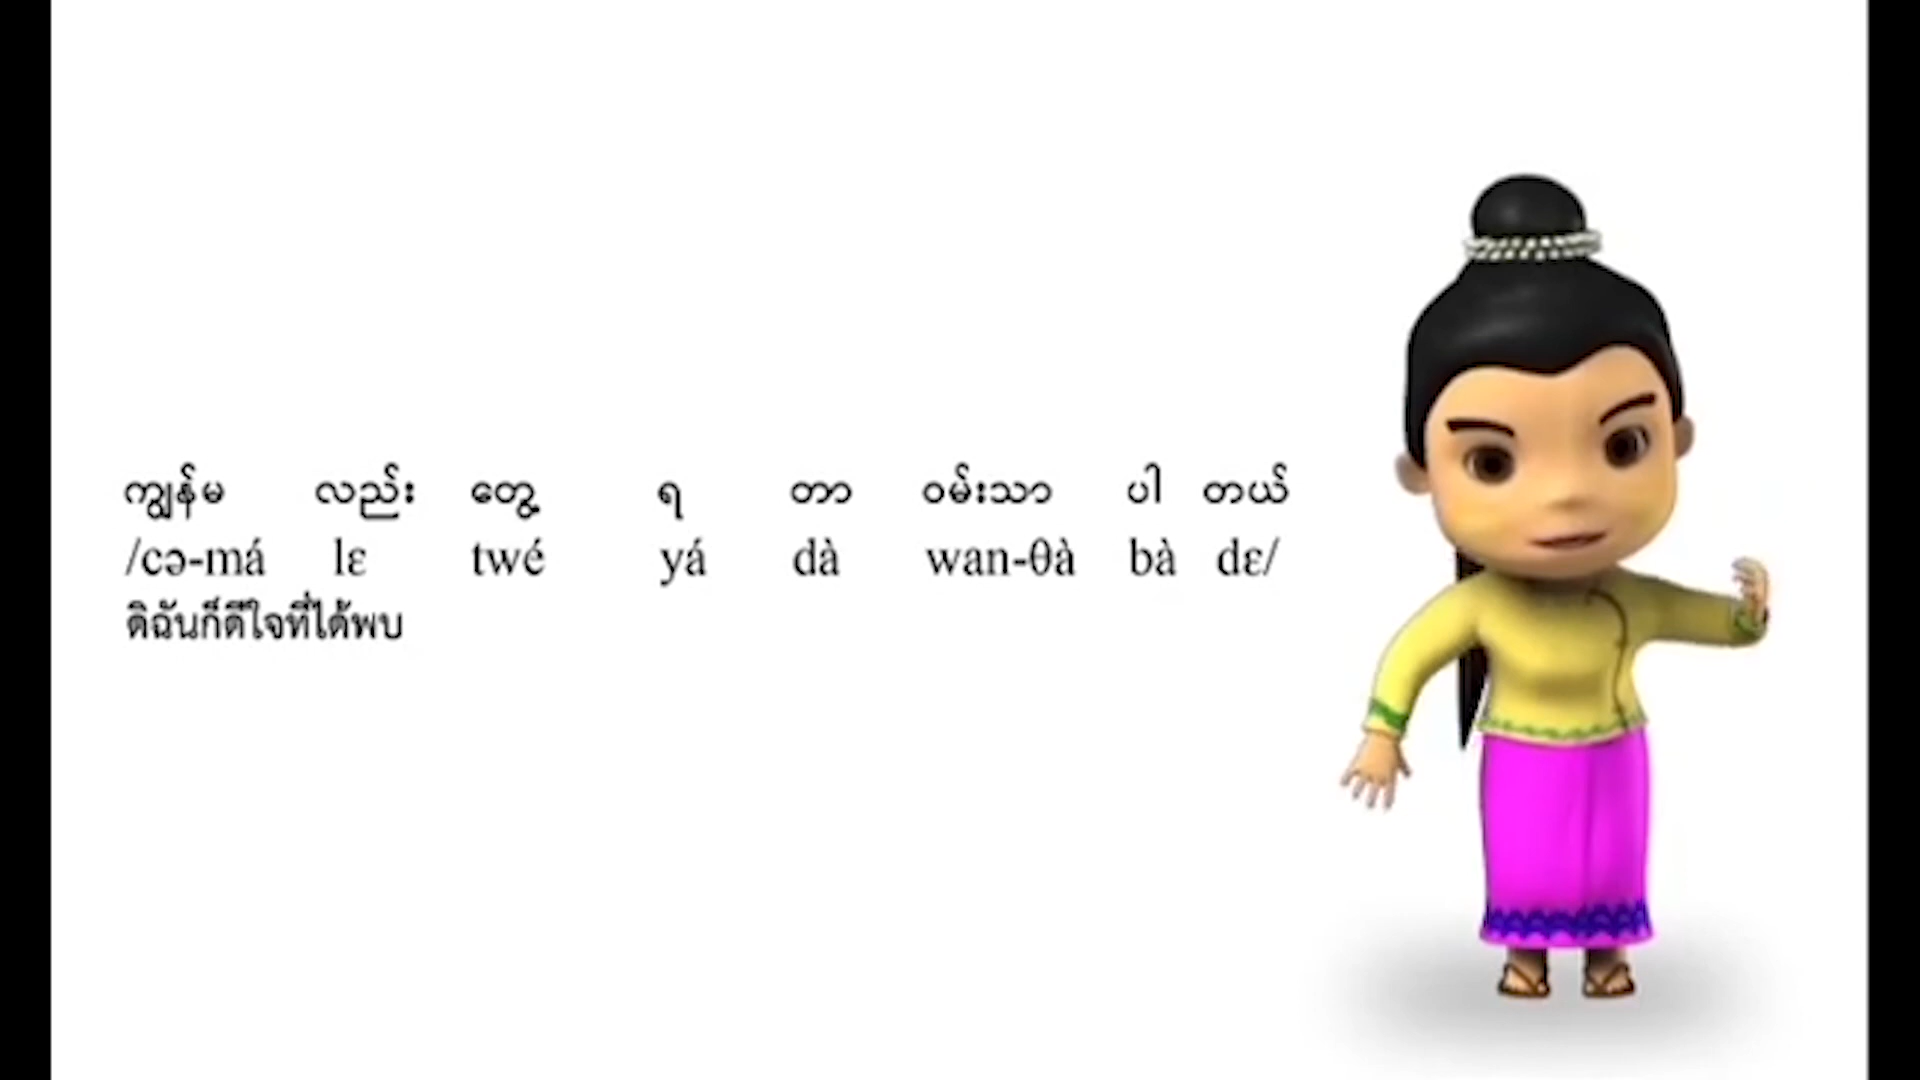 ကျွန်မ လည်း တွေ့ ရ တာ ဝမ်းသာ ပါ တယ်
/cə-má lɛ twé yá dà wan-θà bà dɛ/
ดิฉันก็ดีใจที่ได้พบ